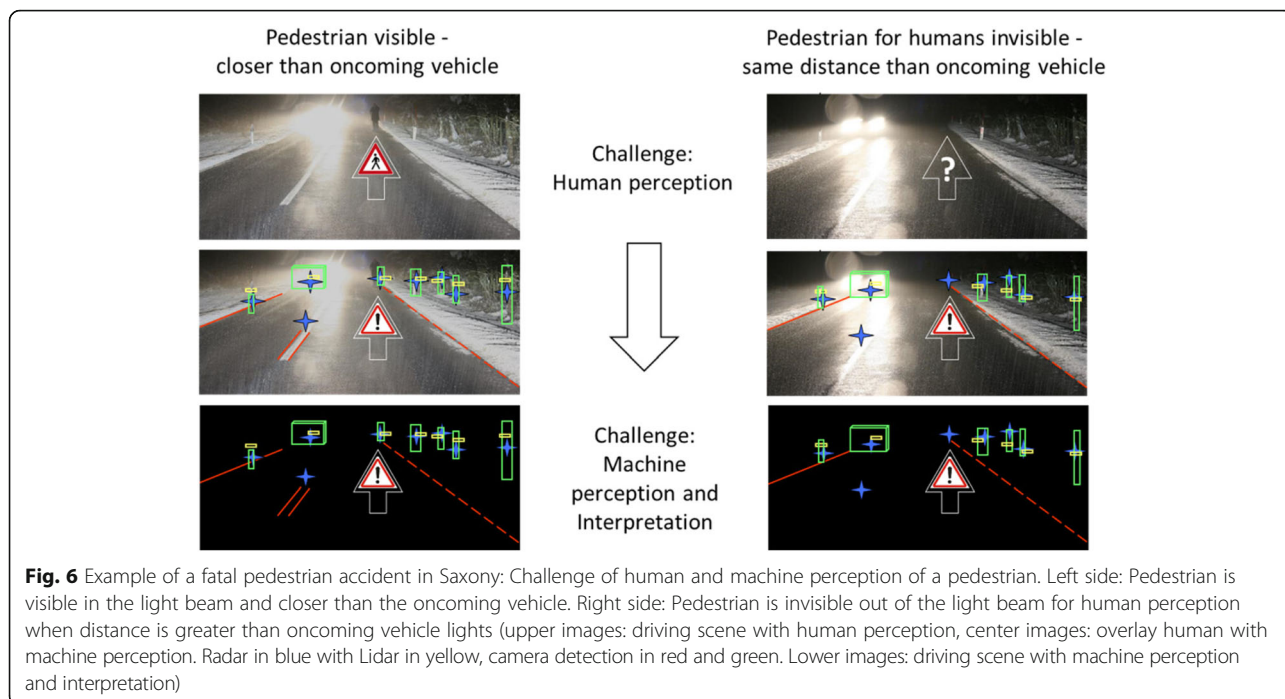 Pedestrian visible -
closer than oncoming vehicle
Pedestrian for humans invisible -
same distance than oncoming vehicle
Challenge:
Human perception
?
!
!
Challenge:
Machine
perception and
Interpretation
!
!
Fig. 6 Example of a fatal pedestrian accident in Saxony: Challenge of human and machine perception of a pedestrian. Left side: Pedestrian is
visible in the light beam and closer than the oncoming vehicle. Right side: Pedestrian is invisible out of the light beam for human perception
when distance is greater than oncoming vehicle lights (upper images: driving scene with human perception, center images: overlay human with
machine perception. Radar in blue with Lidar in yellow, camera detection in red and green. Lower images: driving scene with machine perception
and interpretation)